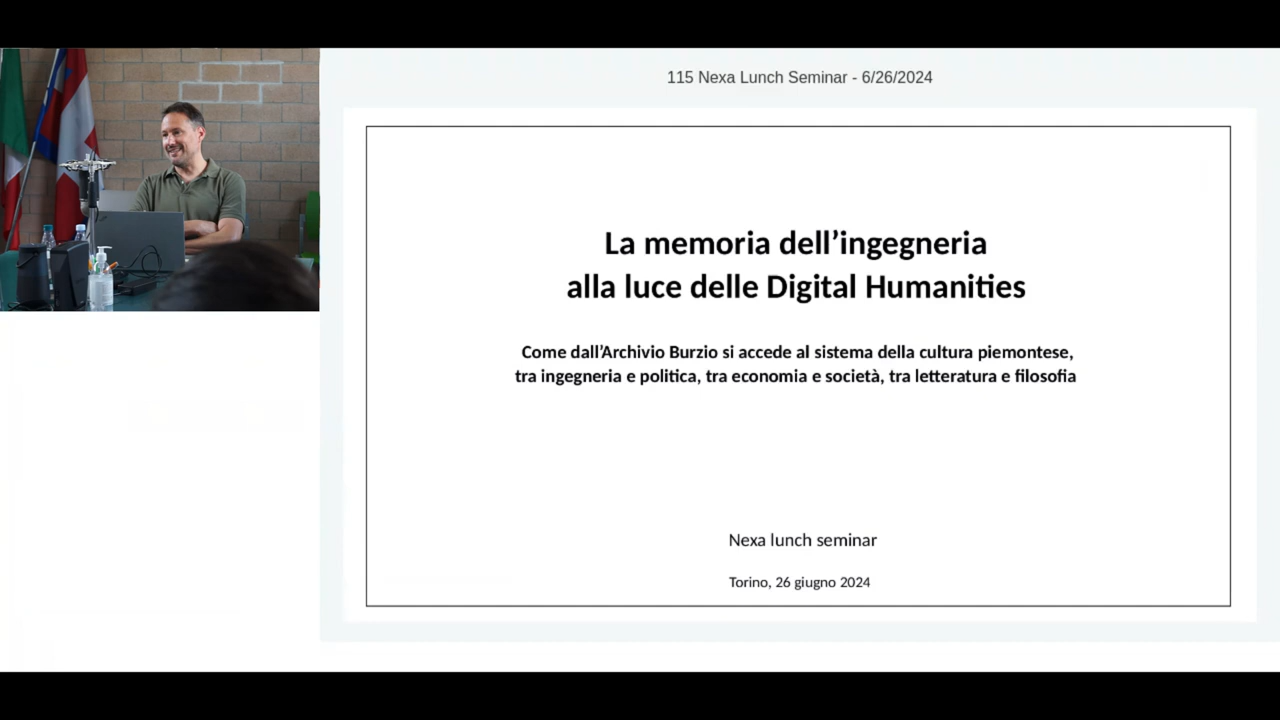 115 Nexa Lunch Seminar - 6/26/2024
La memoria dell’ingegneria
alla luce delle Digital Humanities
Come dall’Archivio Burzio si accede al sistema della cultura piemontese,
tra ingegneria e politica, tra economia e società, tra letteratura e filosofia
Nexa lunch seminar
Torino, 26 giugno 2024